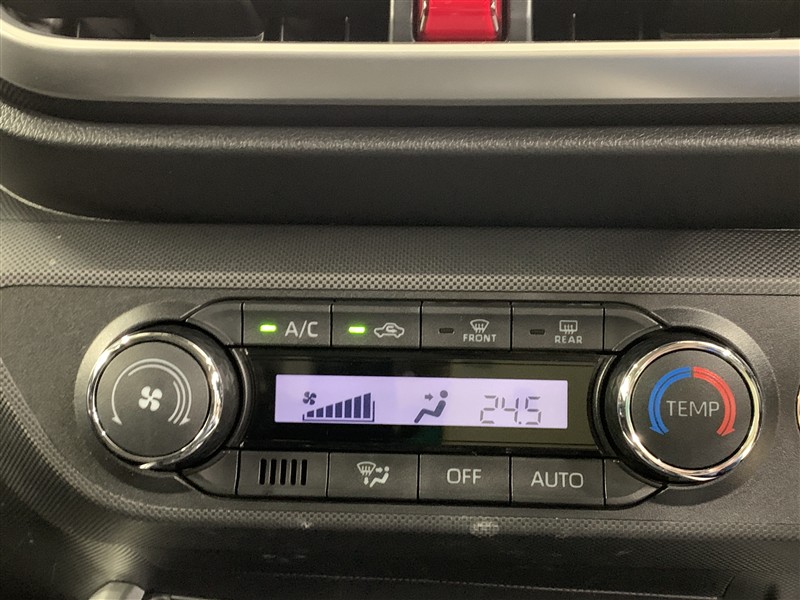 A/C
FRONT
REAR
24.5
TEMP
OFF
AUTO